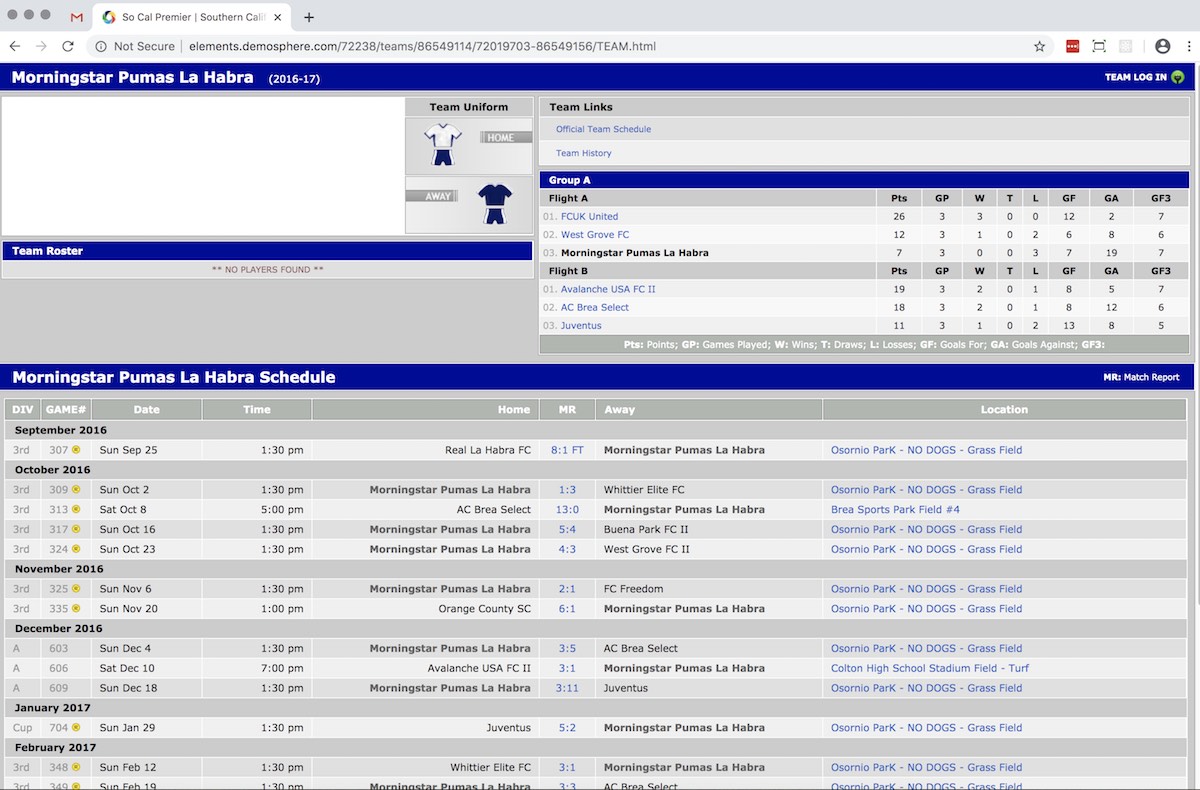 So Cal Premier | Southern Cali
Not Secure | elements.demosphere.com/72238/teams/86549114/72019703-86549156/TEAM.html
Morningstar Pumas La Habra (2016-17) TEAM LOG IN
Team Uniform
HOME
AWAY
Team Roster
** NO PLAYERS FOUND **
Team Links
Official Team Schedule
Team History
Group A
Flight A Pts GP W T L GF GA GF3
01. FCUK United 26 3 3 0 0 12 2 7
02. West Grove FC 12 3 1 0 2 6 8 6
03. Morningstar Pumas La Habra 7 3 0 0 3 7 19 7
Flight B Pts GP W T L GF GA GF3
01. Avalanche USA FC II 19 3 2 0 1 8 5 7
02. AC Brea Select 18 3 2 0 1 8 12 6
03. Juventus 11 3 1 0 2 13 8 5
Pts: Points; GP: Games Played; W: Wins; T: Draws; L: Losses; GF: Goals For; GA: Goals Against; GF3:
Morningstar Pumas La Habra Schedule MR: Match Report
DIV GAME# Date Time Home MR Away Location
September 2016
3rd 307 Sun Sep 25 1:30 pm Real La Habra FC 8:1 FT Morningstar Pumas La Habra Osornio ParK - NO DOGS - Grass Field
October 2016
3rd 309 Sun Oct 2 1:30 pm Morningstar Pumas La Habra 1:3 Whittier Elite FC Osornio ParK - NO DOGS - Grass Field
3rd 313 Sat Oct 8 5:00 pm AC Brea Select 13:0 Morningstar Pumas La Habra Brea Sports Park Field #4
3rd 317 Sun Oct 16 1:30 pm Morningstar Pumas La Habra 5:4 Buena Park FC II Osornio ParK - NO DOGS - Grass Field
3rd 324 Sun Oct 23 1:30 pm Morningstar Pumas La Habra 4:3 West Grove FC II Osornio ParK - NO DOGS - Grass Field
November 2016
3rd 325 Sun Nov 6 1:30 pm Morningstar Pumas La Habra 2:1 FC Freedom Osornio ParK - NO DOGS - Grass Field
3rd 335 Sun Nov 20 1:00 pm Orange County SC 6:1 Morningstar Pumas La Habra Osornio ParK - NO DOGS - Grass Field
December 2016
A 603 Sun Dec 4 1:30 pm Morningstar Pumas La Habra 3:5 AC Brea Select Osornio ParK - NO DOGS - Grass Field
A 606 Sat Dec 10 7:00 pm Avalanche USA FC II 3:1 Morningstar Pumas La Habra Colton High School Stadium Field - Turf
A 609 Sun Dec 18 1:30 pm Morningstar Pumas La Habra 3:11 Juventus Osornio ParK - NO DOGS - Grass Field
January 2017
Cup 704 Sun Jan 29 1:30 pm Juventus 5:2 Morningstar Pumas La Habra Osornio ParK - NO DOGS - Grass Field
February 2017
3rd 348 Sun Feb 12 1:30 pm Whittier Elite FC 3:1 Morningstar Pumas La Habra Osornio ParK - NO DOGS - Grass Field
3rd 349 Sun Feb 19 1:30 pm Morningstar Pumas La Habra 3:3 AC Brea Select Osornio ParK - NO DOGS - Grass Field